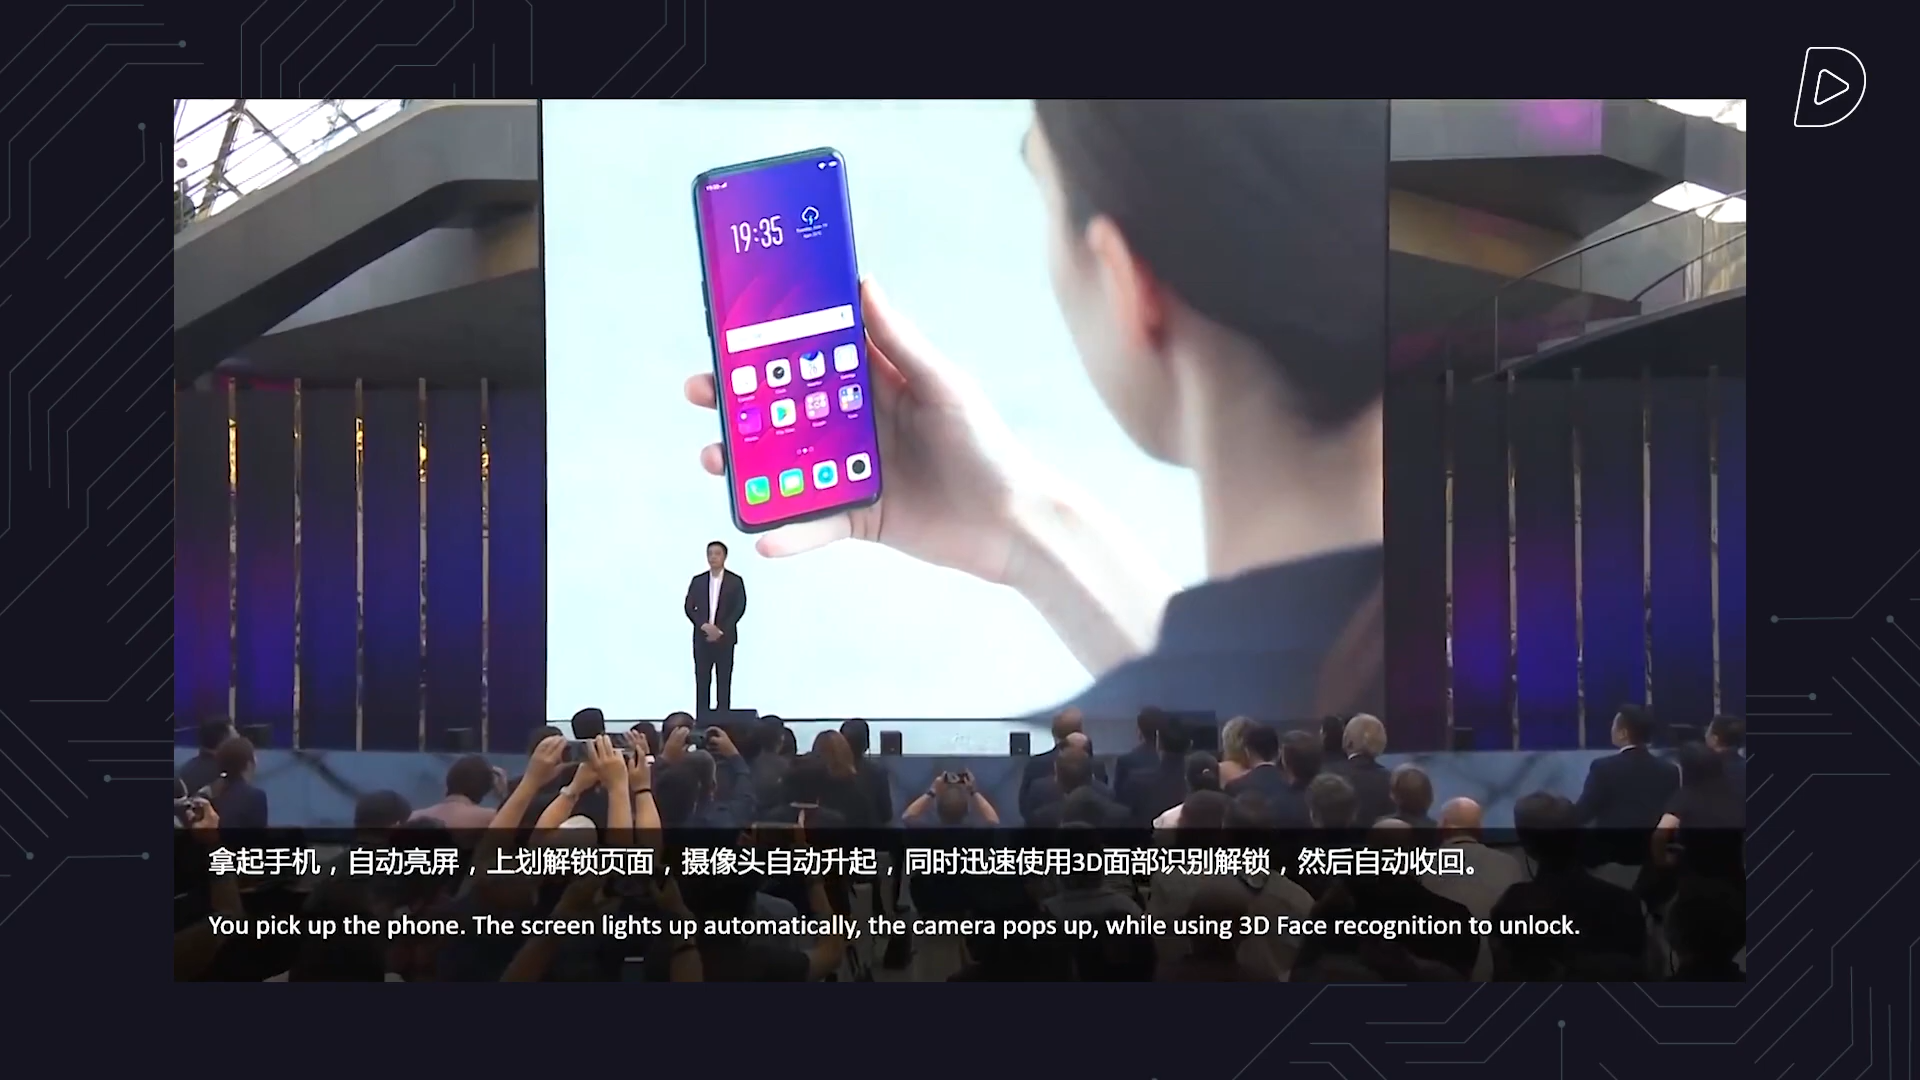 19:35
拿起手机，自动亮屏，上划解锁页面，摄像头自动升起，同时迅速使用3D面部识别解锁，然后自动收回。
You pick up the phone. The screen lights up automatically, the camera pops up, while using 3D Face recognition to unlock.